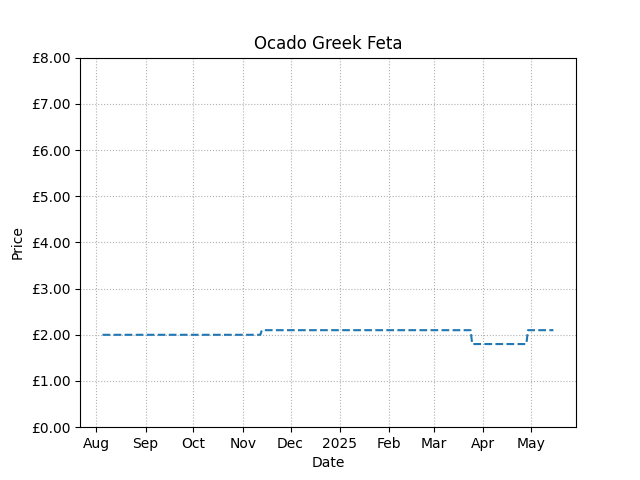 Ocado Greek Feta
£8.00
£7.00
£6.00
£5.00
£4.00
£3.00
£2.00
£1.00
£0.00
Price
Aug Sep Oct Nov Dec 2025 Feb Mar Apr May
Date